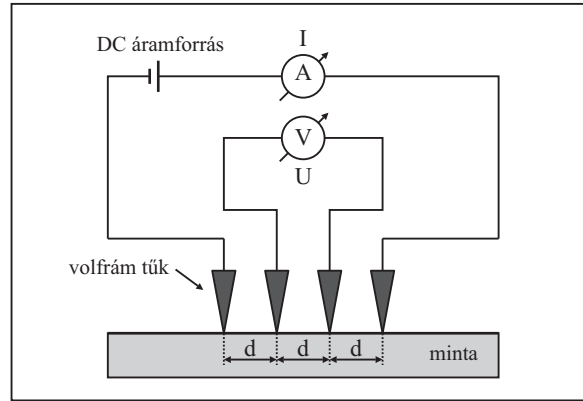 I
DC áramforrás
A
V
U
volfrám tűk
d d d
minta